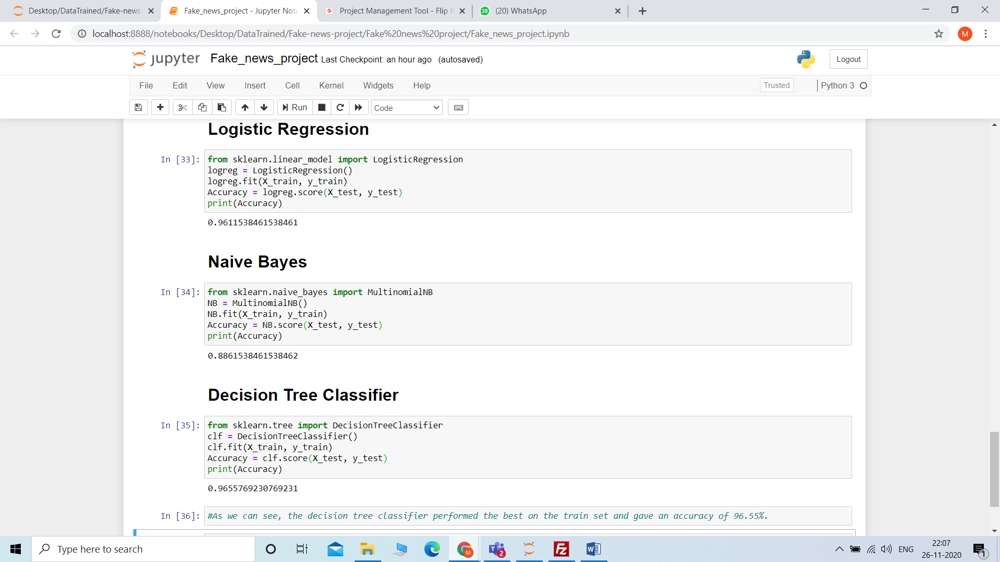 Desktop/DataTrained/Fake-news-
Fake_news_project - Jupyter Note
Project Management Tool - Flip R
20
(20) WhatsApp
localhost:8888/notebooks/Desktop/DataTrained/Fake-news-project/Fake%20news%20project/Fake_news_project.ipynb
M
jupyter Fake_news_project Last Checkpoint: an hour ago (autosaved)
Logout
File Edit View Insert Cell Kernel Widgets Help
Trusted
Python 3
Run
Code
Logistic Regression
In [33]: from sklearn.linear_model import LogisticRegression
logreg = LogisticRegression()
logreg.fit(X_train, y_train)
Accuracy = logreg.score(X_test, y_test)
print(Accuracy)
0.9611538461538461
Naive Bayes
In [34]: from sklearn.naive_bayes import MultinomialNB
NB = MultinomialNB()
NB.fit(X_train, y_train)
Accuracy = NB.score(X_test, y_test)
print(Accuracy)
0.8861538461538462
Decision Tree Classifier
In [35]: from sklearn.tree import DecisionTreeClassifier
clf = DecisionTreeClassifier()
clf.fit(X_train, y_train)
Accuracy = clf.score(X_test, y_test)
print(Accuracy)
0.9655769230769231
In [36]: #As we can see, the decision tree classifier performed the best on the train set and gave an accuracy of 96.55%.
Type here to search
M
T
2
Fz
W
ENG
22:07
26-11-2020
1